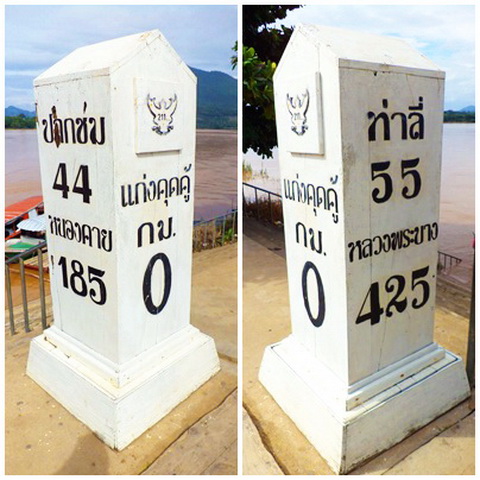 ปากชม
44
หนองคาย
185
211
แก่งคุดคู้
กม.
0
211
แก่งคุดคู้
กม.
0
ท่าลี่
55
หลวงพระบาง
425